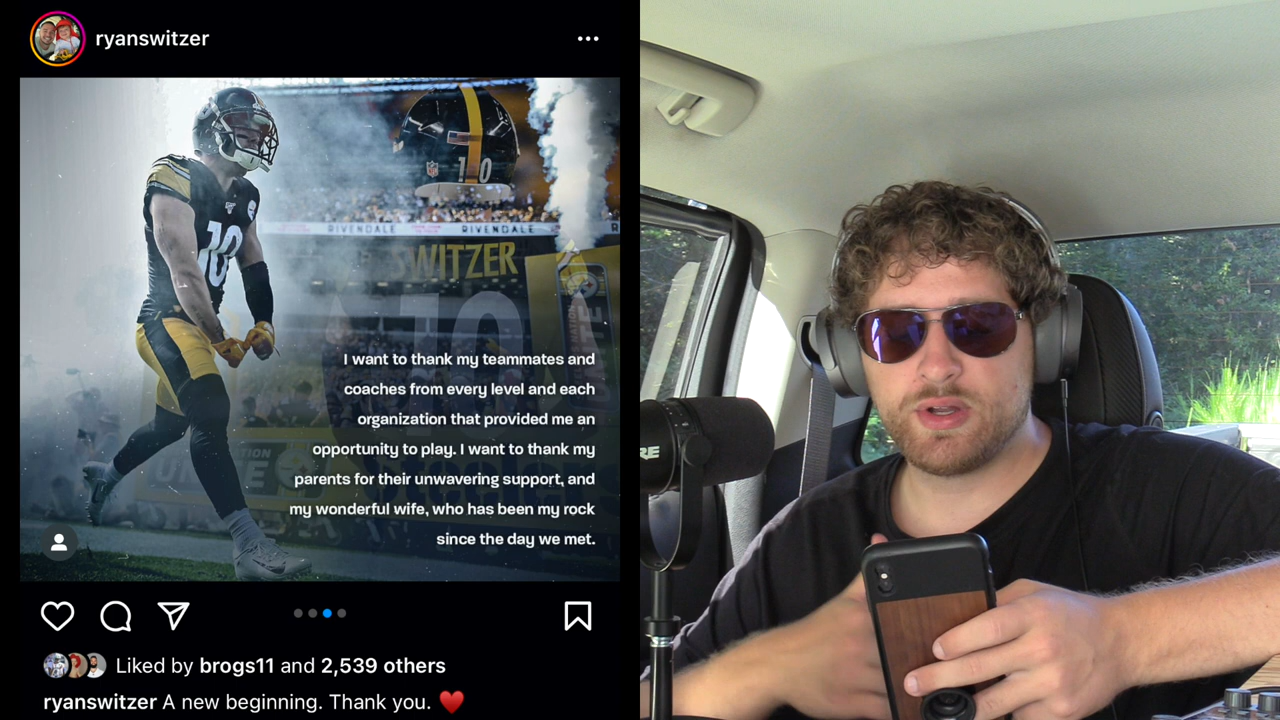 ryanswitzer
10
RIVENDALE
RIVENDALE
SWITZER
10
10
I want to thank my teammates and
coaches from every level and each
organization that provided me an
opportunity to play. I want to thank my
parents for their unwavering support, and
my wonderful wife, who has been my rock
since the day we met.
Liked by brogs11 and 2,539 others
ryanswitzer A new beginning. Thank you. ❤️
RE